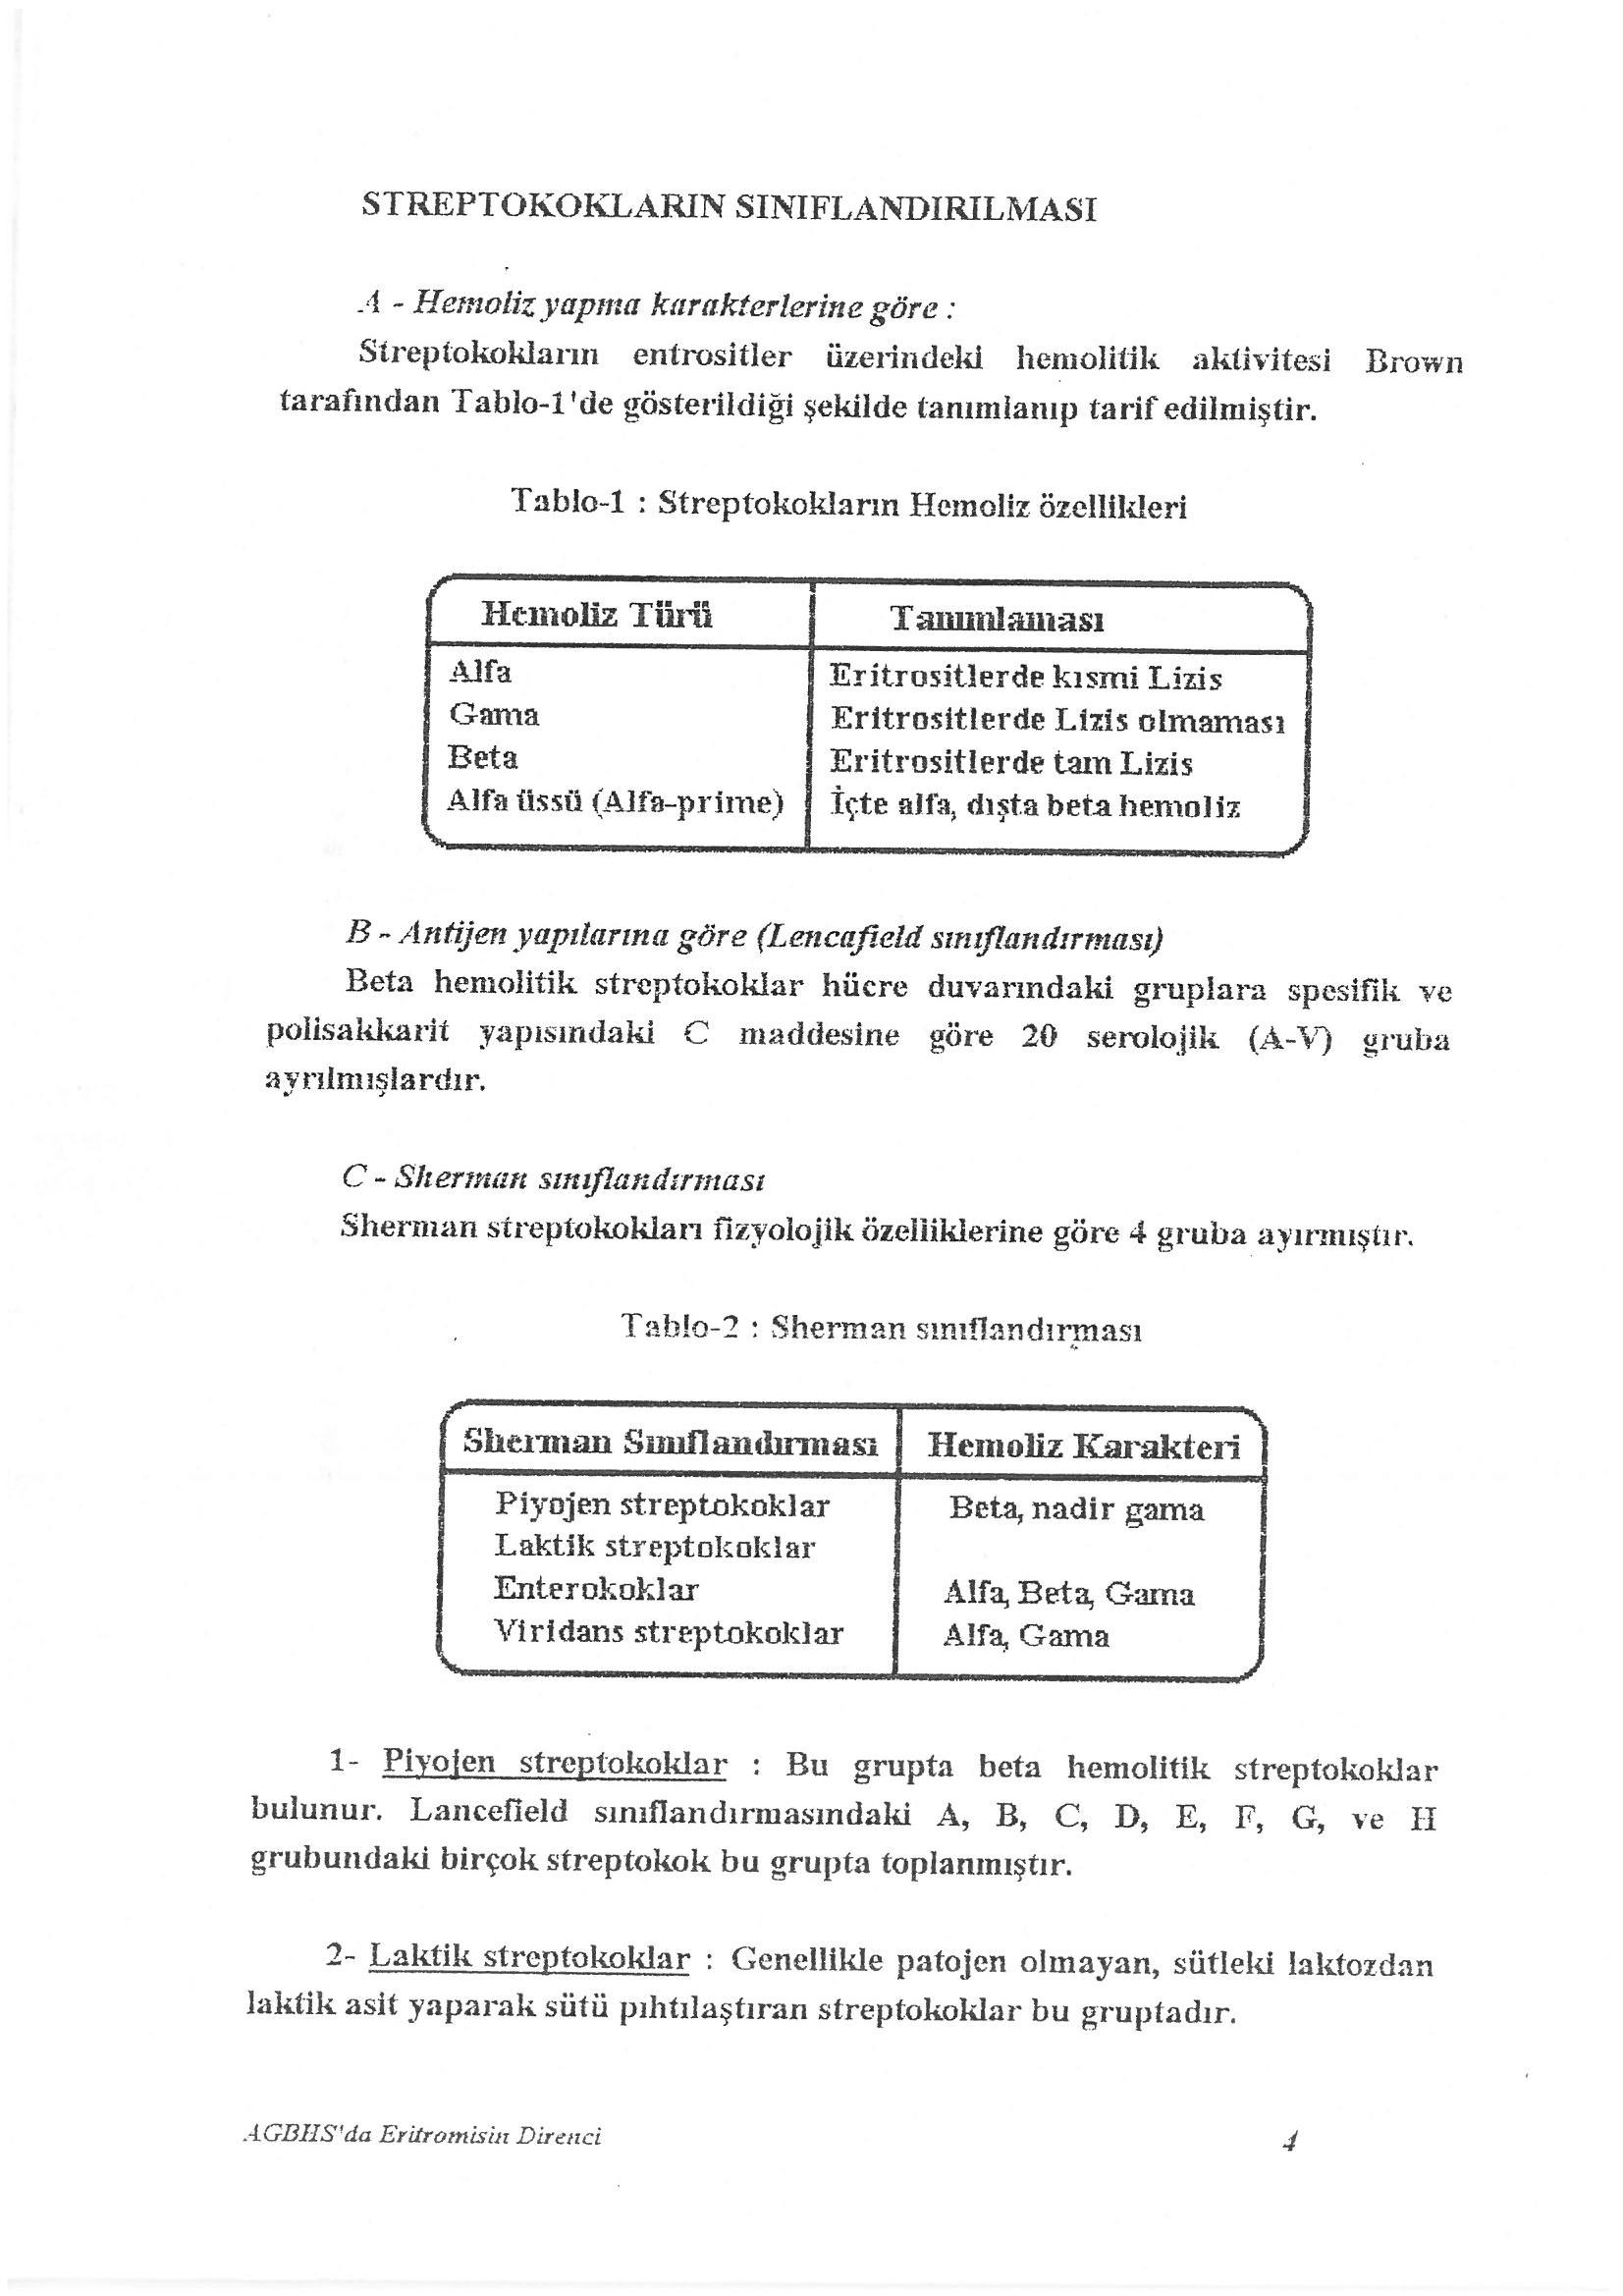 STREPTOKOKLARIN SINIFLANDIRILMASI
A - Hemoliz yapma karakterlerine göre :
Streptokokların entrositler üzerindeki hemolitik aktivitesi Brown
tarafından Tablo-1'de gösterildiği şekilde tanımlanıp tarif edilmiştir.
Tablo-1 : Streptokokların Hemoliz özellikleri
Hemoliz Türü Tanımlaması
Alfa Eritrositlerde kısmi Lizis
Gama Eritrositlerde Lizis olmaması
Beta Eritrositlerde tam Lizis
Alfa üssü (Alfa-prime) İçte alfa, dışta beta hemoliz
B - Antijen yapılarına göre (Lencafield sınıflandırması)
Beta hemolitik streptokoklar hücre duvarındaki gruplara spesifik ve
polisakkarit yapısındaki C maddesine göre 20 serolojik (A-V) gruba
ayrılmışlardır.
C - Sherman sınıflandırması
Sherman streptokokları fizyolojik özelliklerine göre 4 gruba ayırmıştır.
Tablo-2 : Sherman sınıflandırması
Sherman Sınıflandırması Hemoliz Karakteri
Piyojen streptokoklar Beta, nadir gama
Laktik streptokoklar
Enterokoklar Alfa, Beta, Gama
Viridans streptokoklar Alfa, Gama
1- Piyojen streptokoklar : Bu grupta beta hemolitik streptokoklar
bulunur. Lancefield sınıflandırmasındaki A, B, C, D, E, F, G, ve H
grubundaki birçok streptokok bu grupta toplanmıştır.
2- Laktik streptokoklar : Genellikle patojen olmayan, sütleki laktozdan
laktik asit yaparak sütü pıhtılaştıran streptokoklar bu gruptadır.
AGBHS'da Eritromisin Direnci 4